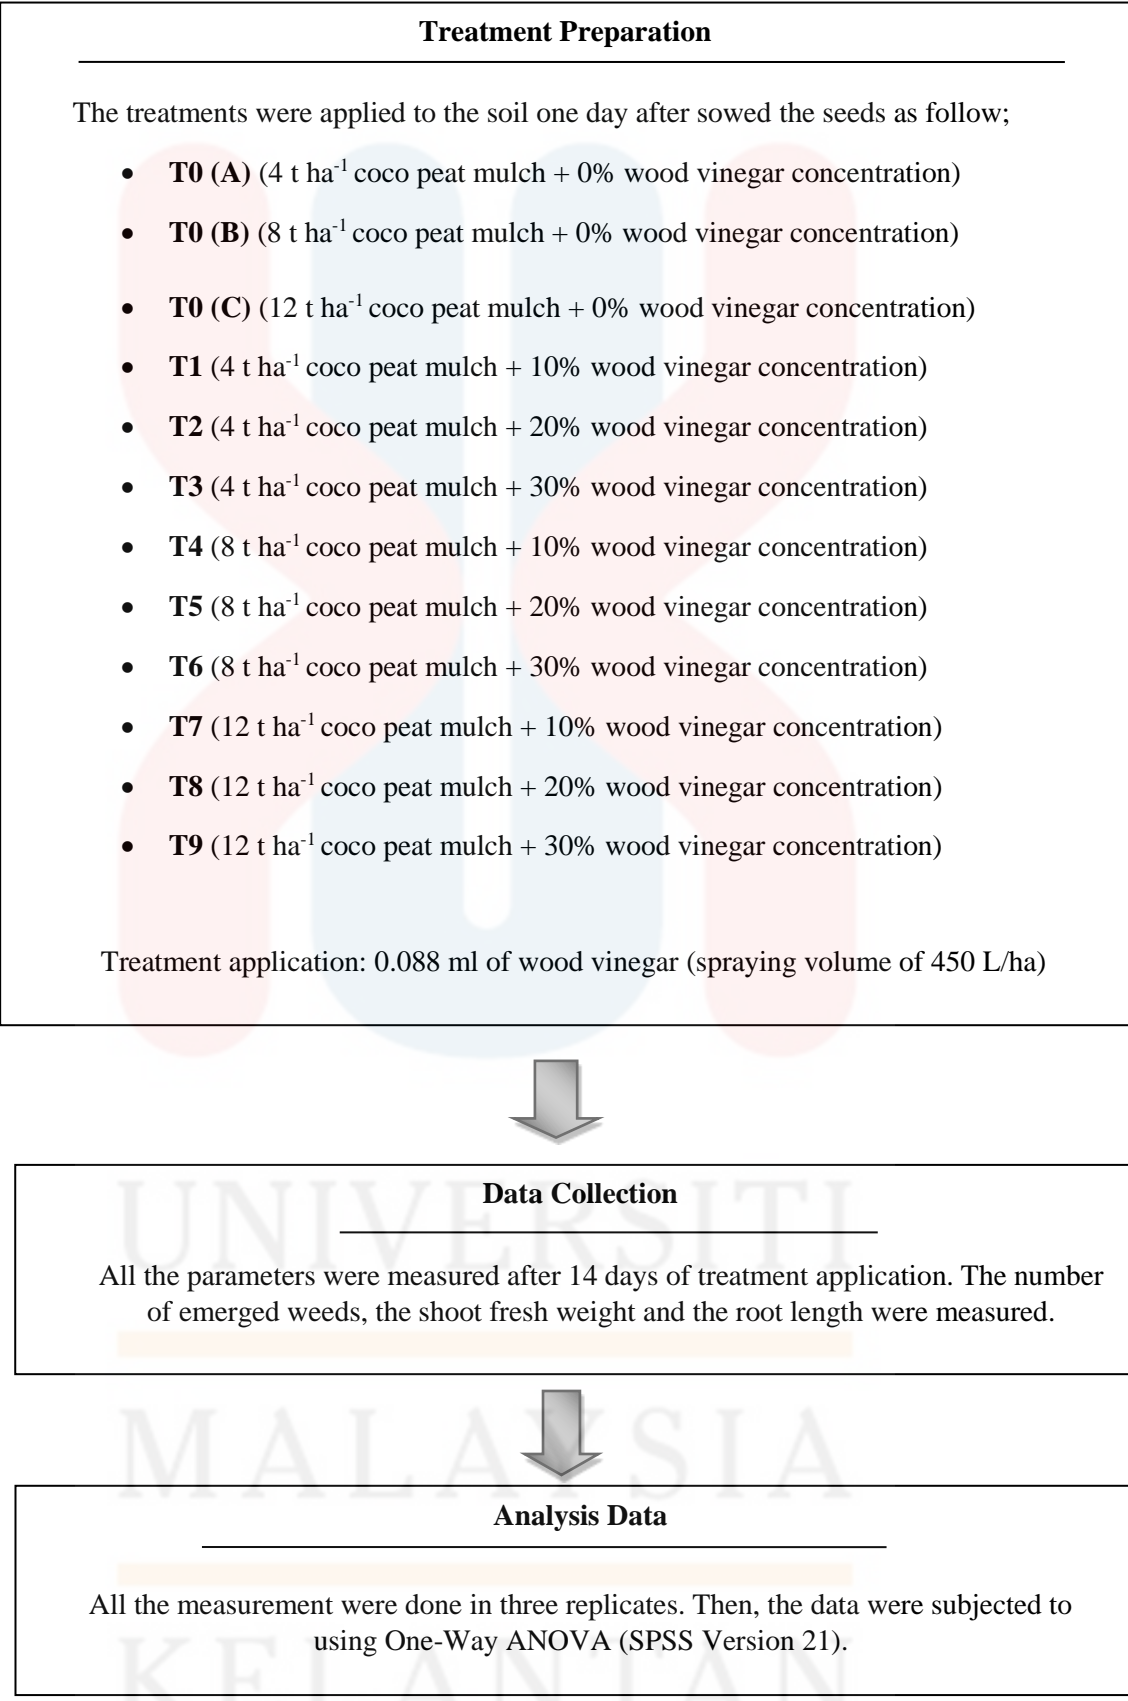 Treatment Preparation
The treatments were applied to the soil one day after sowed the seeds as follow;
• T0 (A) (4 t ha-1 coco peat mulch + 0% wood vinegar concentration)
• T0 (B) (8 t ha-1 coco peat mulch + 0% wood vinegar concentration)
• T0 (C) (12 t ha-1 coco peat mulch + 0% wood vinegar concentration)
• T1 (4 t ha-1 coco peat mulch + 10% wood vinegar concentration)
• T2 (4 t ha-1 coco peat mulch + 20% wood vinegar concentration)
• T3 (4 t ha-1 coco peat mulch + 30% wood vinegar concentration)
• T4 (8 t ha-1 coco peat mulch + 10% wood vinegar concentration)
• T5 (8 t ha-1 coco peat mulch + 20% wood vinegar concentration)
• T6 (8 t ha-1 coco peat mulch + 30% wood vinegar concentration)
• T7 (12 t ha-1 coco peat mulch + 10% wood vinegar concentration)
• T8 (12 t ha-1 coco peat mulch + 20% wood vinegar concentration)
• T9 (12 t ha-1 coco peat mulch + 30% wood vinegar concentration)
Treatment application: 0.088 ml of wood vinegar (spraying volume of 450 L/ha)
Data Collection
UNIVERSITI
All the parameters were measured after 14 days of treatment application. The number
of emerged weeds, the shoot fresh weight and the root length were measured.
MALAYSIA
Analysis Data
All the measurement were done in three replicates. Then, the data were subjected to
using One-Way ANOVA (SPSS Version 21).
KELANTAN